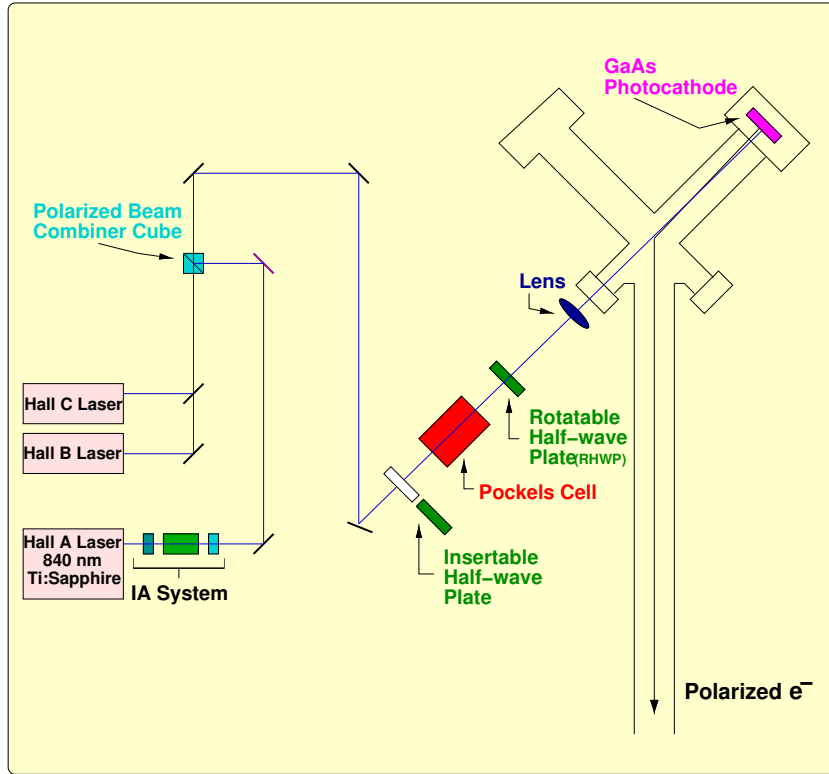 GaAs
Photocathode
Polarized Beam
Combiner Cube
Lens
Hall C Laser
Hall B Laser
Rotatable
Half-wave
Plate(RHWP)
Pockels Cell
Hall A Laser
840 nm
Ti:Sapphire
IA System
Insertable
Half-wave
Plate
Polarized e⁻